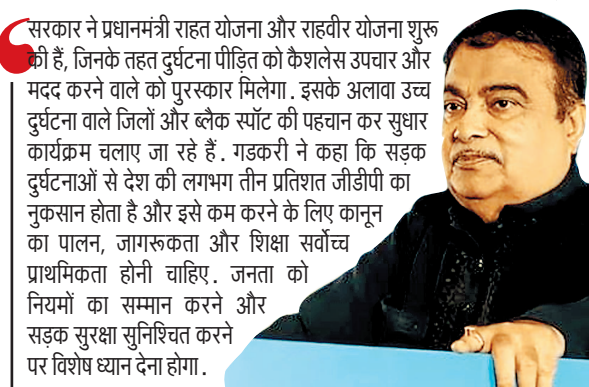 सरकार ने प्रधानमंत्री राहत योजना और राहवीर योजना शुरू
की हैं, जिनके तहत दुर्घटना पीड़ित को कैशलेस उपचार और
मदद करने वाले को पुरस्कार मिलेगा. इसके अलावा उच्च
दुर्घटना वाले जिलों और ब्लैक स्पॉट की पहचान कर सुधार
कार्यक्रम चलाए जा रहे हैं. गडकरी ने कहा कि सड़क
दुर्घटनाओं से देश की लगभग तीन प्रतिशत जीडीपी का
नुकसान होता है और इसे कम करने के लिए कानून
का पालन, जागरूकता और शिक्षा सर्वोच्च
प्राथमिकता होनी चाहिए. जनता को
नियमों का सम्मान करने और
सड़क सुरक्षा सुनिश्चित करने
पर विशेष ध्यान देना होगा.